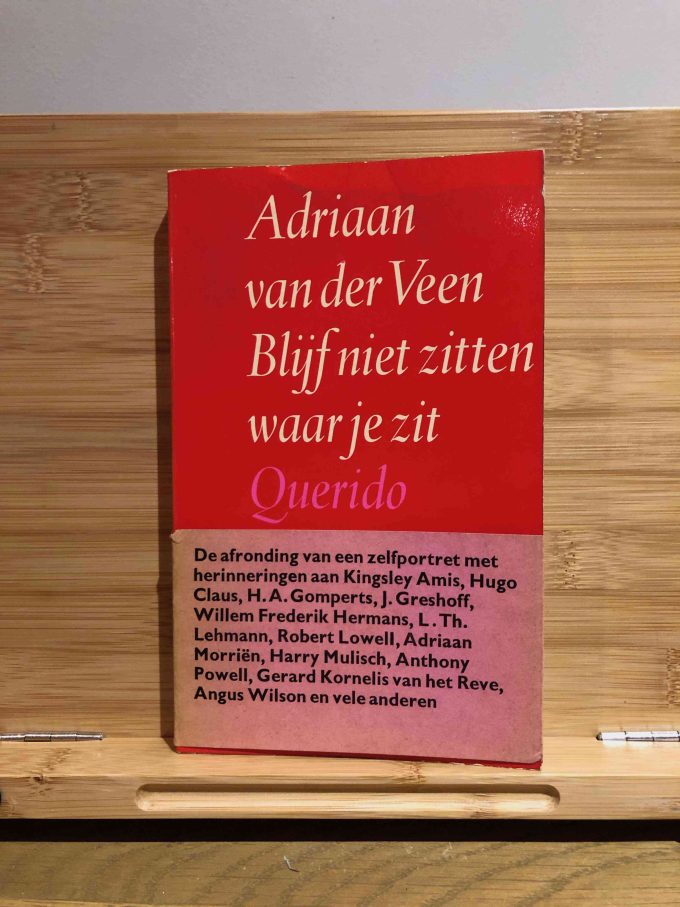 Adriaan
van der Veen
Blijf niet zitten
waar je zit
Querido
De afronding van een zelfportret met
herinneringen aan Kingsley Amis, Hugo
Claus, H. A. Gomperts, J. Greshoff,
Willem Frederik Hermans, L. Th.
Lehmann, Robert Lowell, Adriaan
Morriën, Harry Mulisch, Anthony
Powell, Gerard Kornelis van het Reve,
Angus Wilson en vele anderen